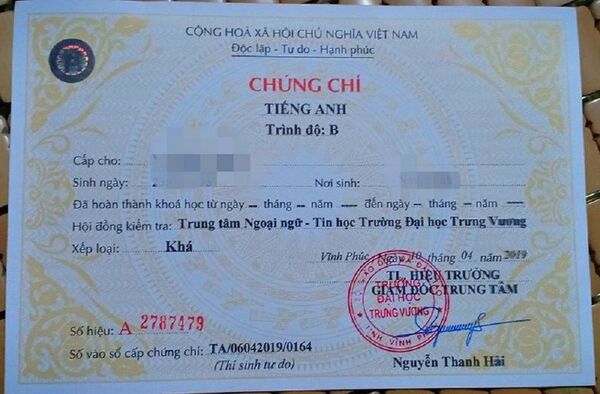 CỘNG HOÀ XÃ HỘI CHỦ NGHĨA VIỆT NAM
Độc lập - Tự do - Hạnh phúc
CHỨNG CHỈ
TIẾNG ANH
Trình độ: B
Cấp cho:
Sinh ngày: Nơi sinh:
Đã hoàn thành khoá học từ ngày -- tháng -- năm --- đến ngày -- tháng -- năm ---
Hội đồng kiểm tra: Trung tâm Ngoại ngữ - Tin học Trường Đại học Trưng Vương
Xếp loại: Khá
Vĩnh Phúc, Ngày 10 tháng 04 năm 2019
TL. HIỆU TRƯỞNG
GIÁM ĐỐC TRUNG TÂM
TRƯỜNG
ĐẠI HỌC
TRƯNG VƯƠNG
Số hiệu: A 2787479
Số vào sổ cấp chứng chỉ: TA/06042019/0164
(Thí sinh tự do)
Nguyễn Thanh Hải